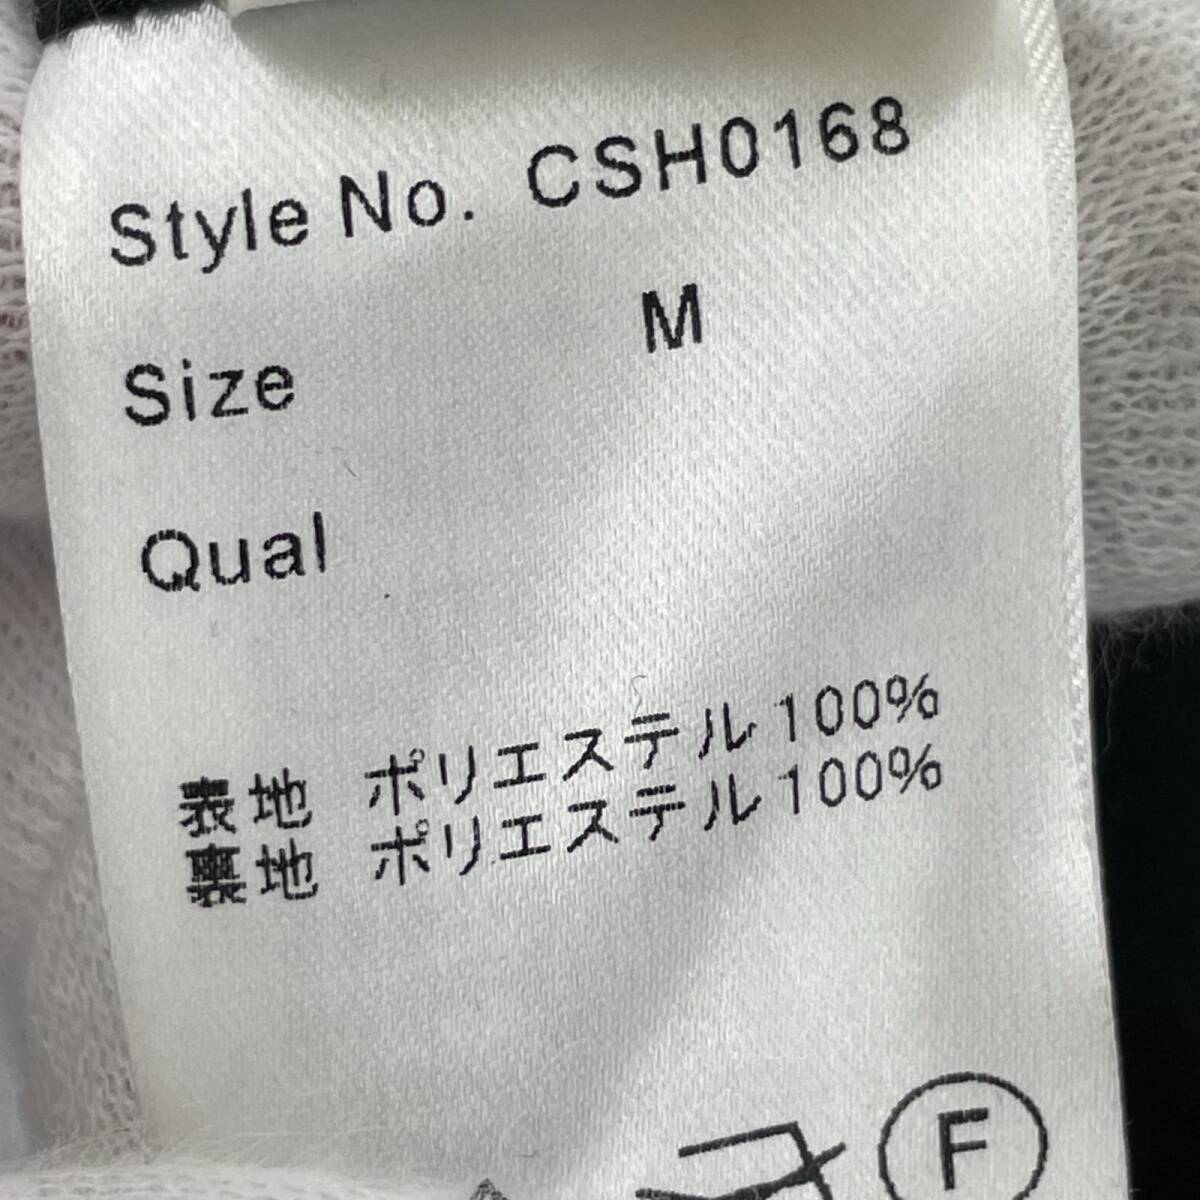 Style No. CSH0168
Size M
Qual
表地 ポリエステル100%
裏地 ポリエステル100%
F